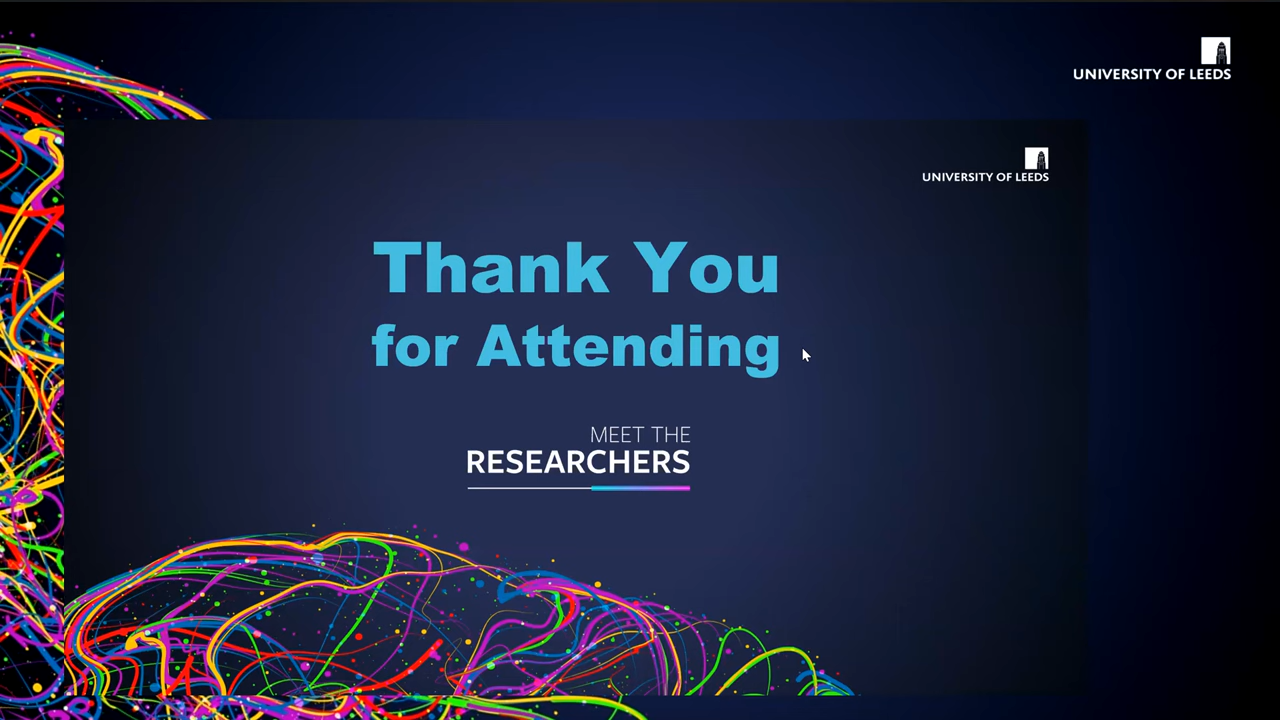 UNIVERSITY OF LEEDS
UNIVERSITY OF LEEDS
Thank You
for Attending
MEET THE
RESEARCHERS